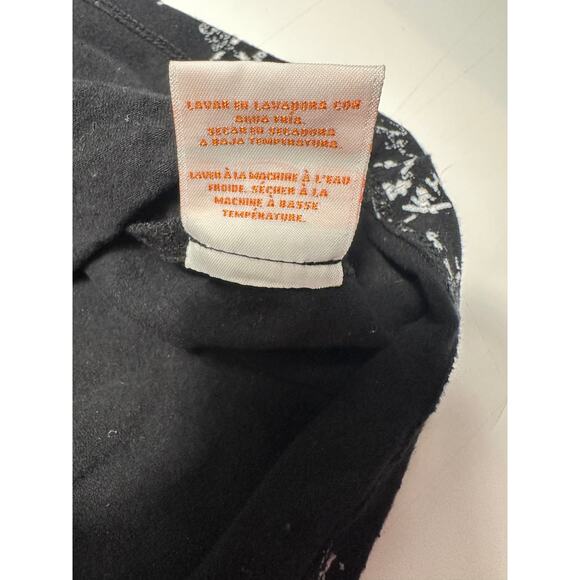 LAVAR EN LAVADORA CON
AGUA FRÍA.
SECAR EN SECADORA
A BAJA TEMPERATURA.
LAVER À LA MACHINE À L'EAU
FROIDE. SÉCHER À LA
MACHINE À BASSE
TEMPÉRATURE.